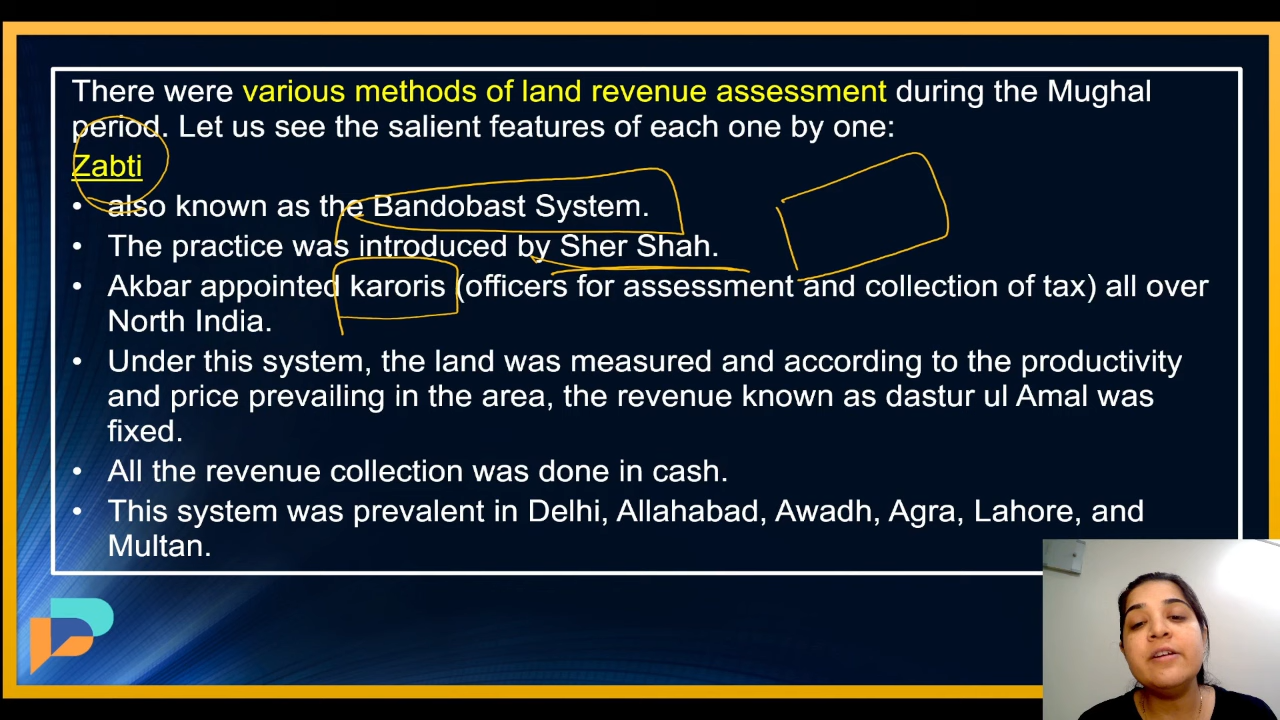 There were various methods of land revenue assessment during the Mughal
period. Let us see the salient features of each one by one:
Zabti
• also known as the Bandobast System.
• The practice was introduced by Sher Shah.
• Akbar appointed karoris (officers for assessment and collection of tax) all over
North India.
• Under this system, the land was measured and according to the productivity
and price prevailing in the area, the revenue known as dastur ul Amal was
fixed.
• All the revenue collection was done in cash.
• This system was prevalent in Delhi, Allahabad, Awadh, Agra, Lahore, and
Multan.